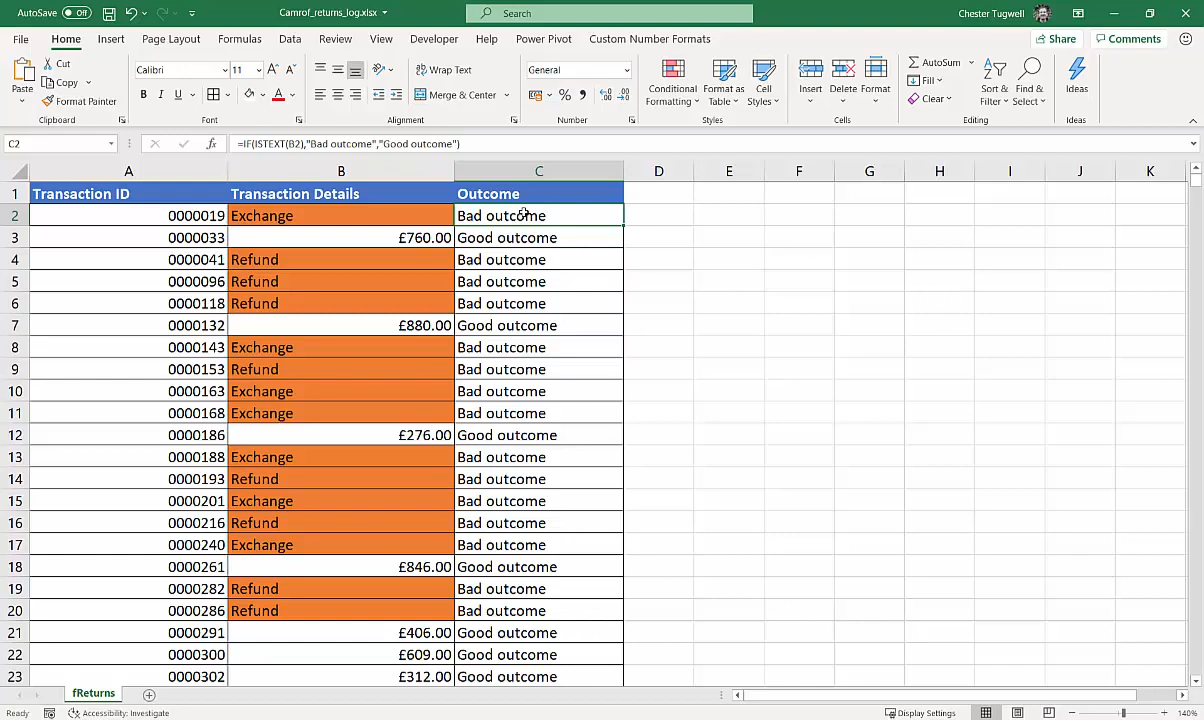 AutoSave Off Camrof_returns_log.xlsx Search Chester Tugwell
File Home Insert Page Layout Formulas Data Review View Developer Help Power Pivot Custom Number Formats Share Comments
Paste Cut Copy Format Painter Clipboard
Calibri 11 A A B I U A Font
ab Wrap Text Merge & Center Alignment
General % Number
Conditional Formatting Format as Table Cell Styles Styles
Insert Delete Format Cells
AutoSum Fill Clear Sort & Filter Find & Select Editing
Ideas Ideas
C2 fx =IF(ISTEXT(B2),"Bad outcome","Good outcome")
A B C D E F G H I J K
1 Transaction ID Transaction Details Outcome
2 0000019 Exchange Bad outcome
3 0000033 £760.00 Good outcome
4 0000041 Refund Bad outcome
5 0000096 Refund Bad outcome
6 0000118 Refund Bad outcome
7 0000132 £880.00 Good outcome
8 0000143 Exchange Bad outcome
9 0000153 Refund Bad outcome
10 0000163 Exchange Bad outcome
11 0000168 Exchange Bad outcome
12 0000186 £276.00 Good outcome
13 0000188 Exchange Bad outcome
14 0000193 Refund Bad outcome
15 0000201 Exchange Bad outcome
16 0000216 Refund Bad outcome
17 0000240 Exchange Bad outcome
18 0000261 £846.00 Good outcome
19 0000282 Refund Bad outcome
20 0000286 Refund Bad outcome
21 0000291 £406.00 Good outcome
22 0000300 £609.00 Good outcome
23 0000302 £312.00 Good outcome
fReturns
Ready Accessibility: Investigate Display Settings 140%